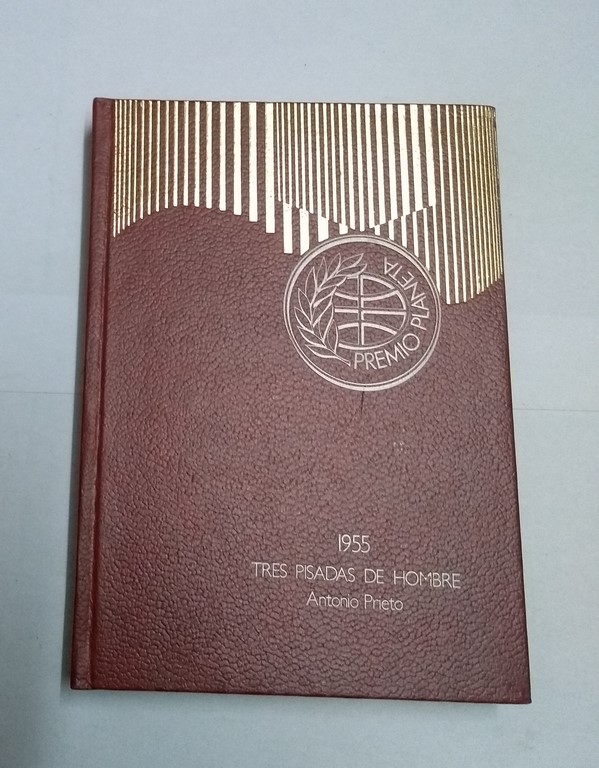 PREMIO PLANETA
1955
TRES PISADAS DE HOMBRE
Antonio Prieto